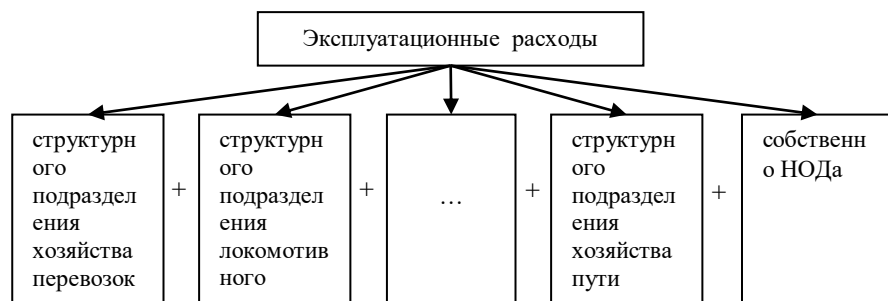 Эксплуатационные расходы
структурн
ого
подраздел
ения
хозяйства
перевозок
+
структурн
ого
подраздел
ения
локомотив
ного
+
...
+
структурн
ого
подраздел
ения
хозяйства
пути
+
собственн
о НОДа